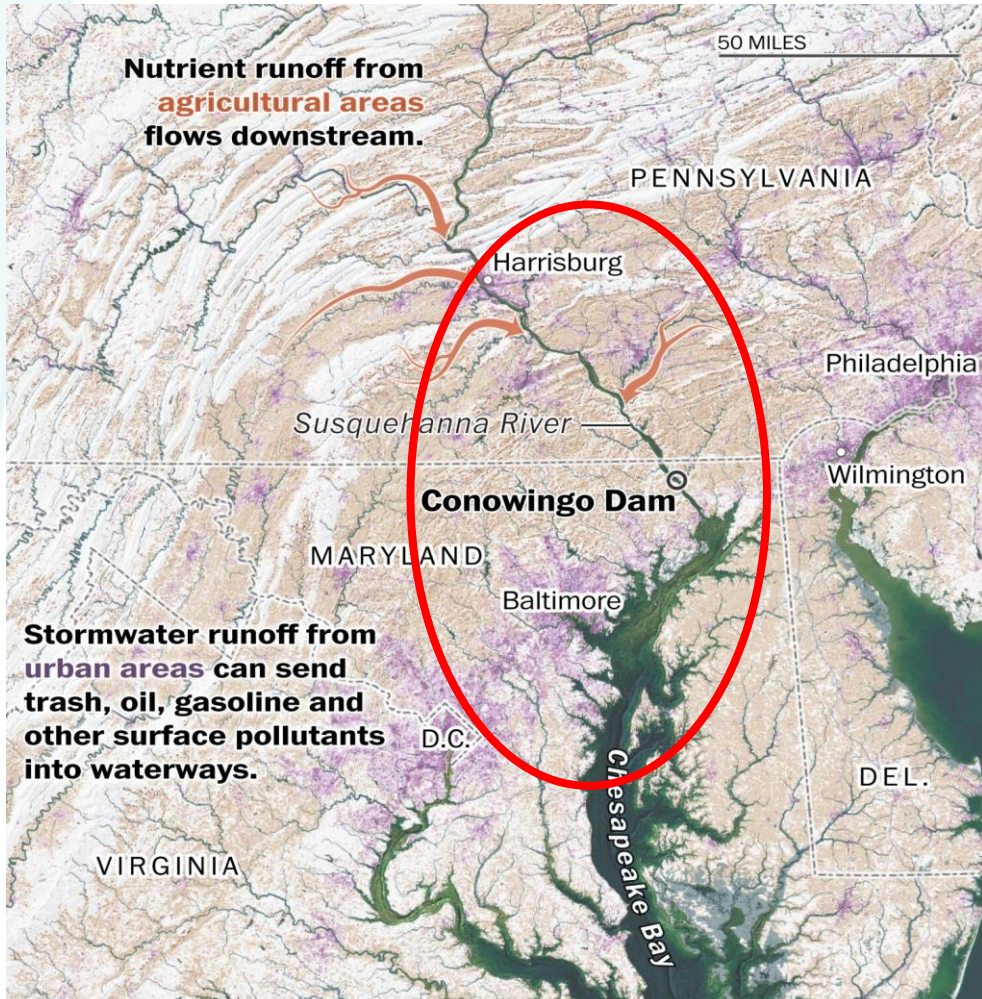 50 MILES
Nutrient runoff from
agricultural areas
flows downstream.
PENNSYLVANIA
Harrisburg
Philadelphia
Susquehanna River
Wilmington
Conowingo Dam
MARYLAND
Baltimore
Stormwater runoff from
urban areas can send
trash, oil, gasoline and
other surface pollutants
into waterways.
D.C.
Chesapeake Bay
DEL.
VIRGINIA